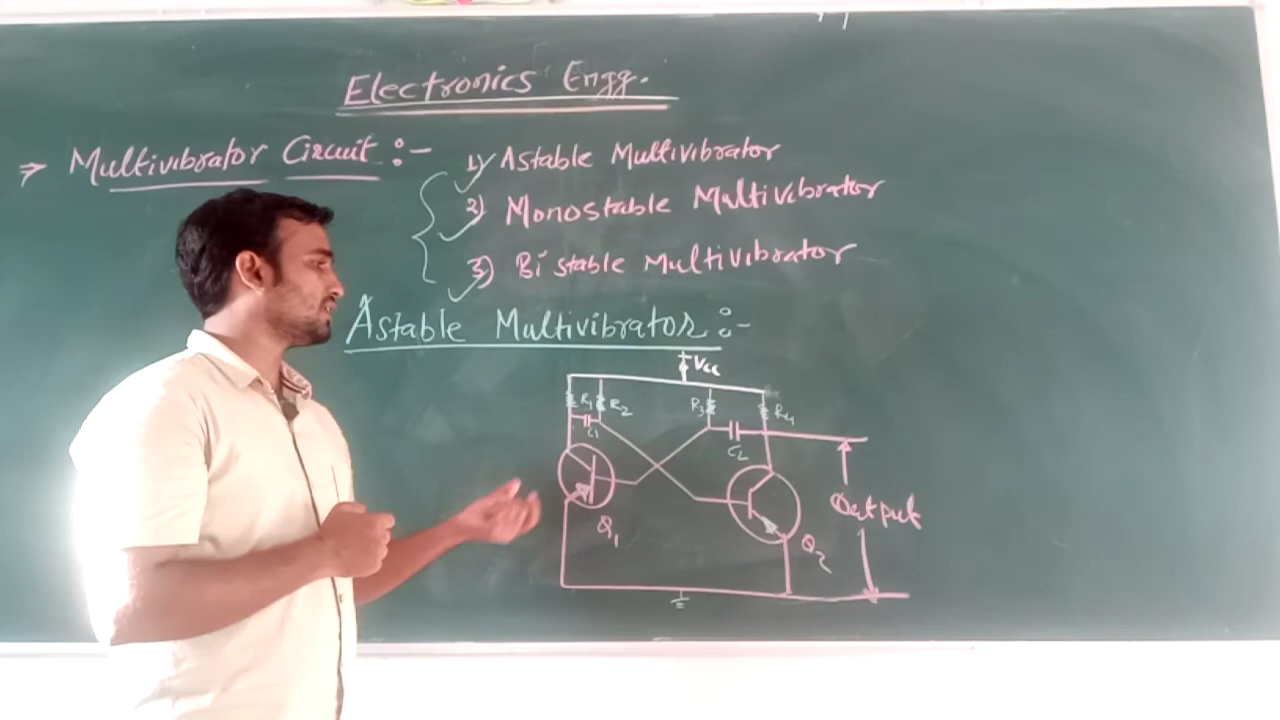 Electronics Engg.
⇒ Multivibrator Circuit :-
1) Astable Multivibrator
2) Monostable Multivibrator
3) Bi stable Multivibrator
Astable Multivibrator :-
Vcc
R1 R2 R3 R4
C1 C2
Output
Q1 Q2